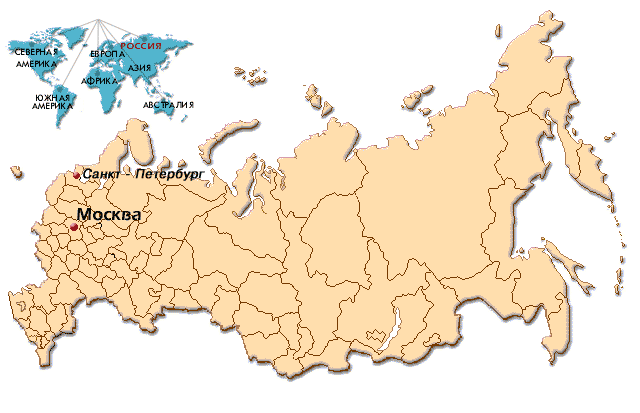 РОССИЯ
СЕВЕРНАЯ
АМЕРИКА
ЕВРОПА
АЗИЯ
АФРИКА
ЮЖНАЯ
АМЕРИКА
АВСТРАЛИЯ
Санкт - Петербург
Москва